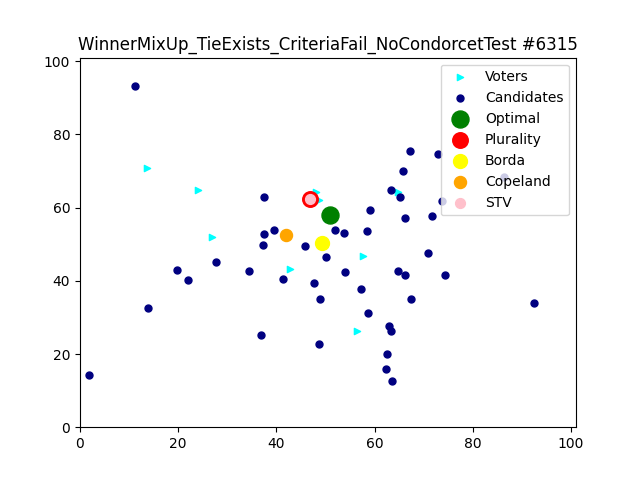 WinnerMixUp_TieExists_CriteriaFail_NoCondorcetTest #6315
Voters
Candidates
Optimal
Plurality
Borda
Copeland
STV
100
80
60
40
20
0
0
20
40
60
80
100